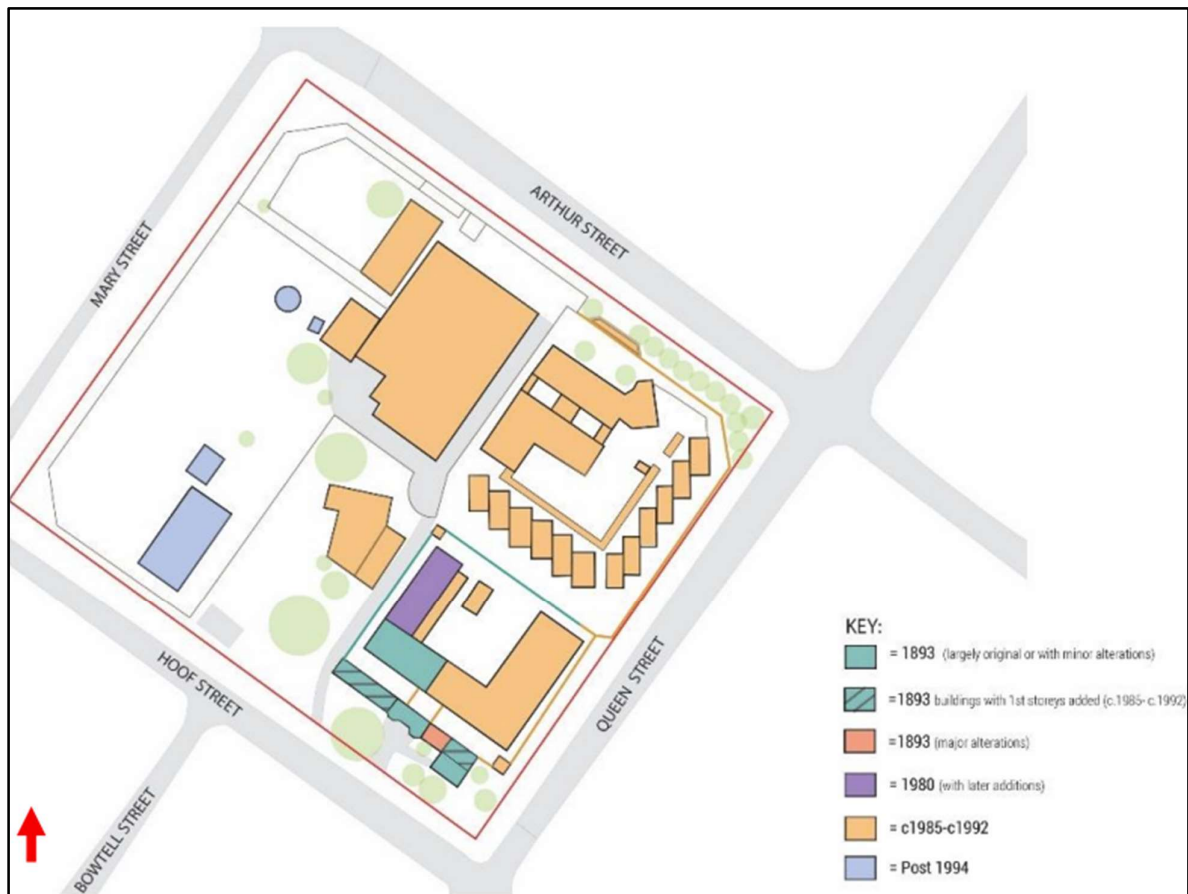 ARTHUR STREET
MARY STREET
HOOF STREET
QUEEN STREET
BOWTELL STREET
KEY:
= 1893 (largely original or with minor alterations)
=1893 buildings with 1st storeys added (c.1985- c.1992)
=1893 (major alterations)
= 1980 (with later additions)
= c1985-c1992
= Post 1994